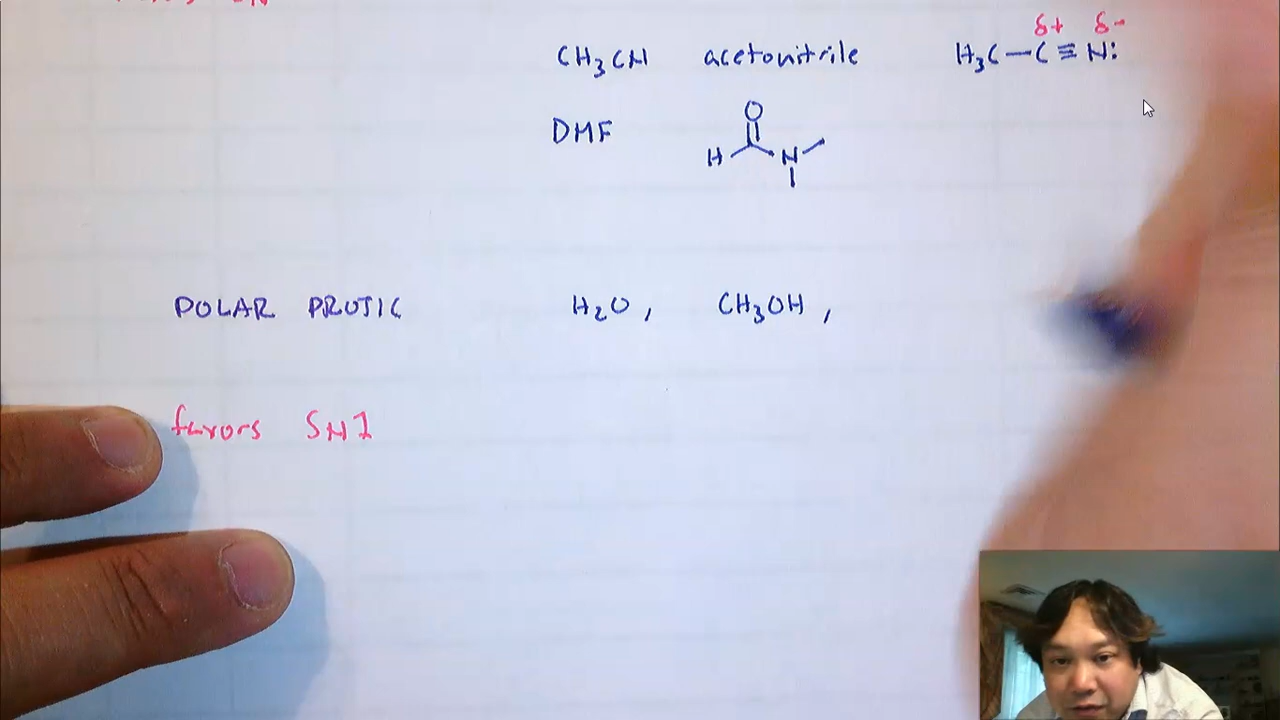 CH3CN acetonitrile H3C—C≡N:
δ+ δ-
DMF
O
H N
POLAR PROTIC H2O, CH3OH,
favors SN1